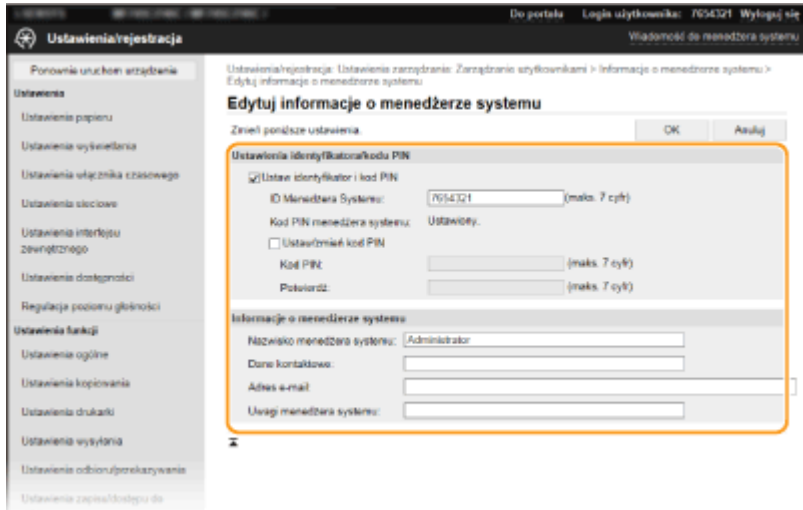 Do portalu Login użytkownika: 7654321 Wyloguj się
Ustawienia/rejestracja
Wiadomość do menedżera systemu
Ponownie uruchom urządzenie
Ustawienia/rejestracja: Ustawienia zarządzania: Zarządzanie użytkownikami > Informacje o menedżerze systemu >
Edytuj informacje o menedżerze systemu
Ustawienia
Edytuj informacje o menedżerze systemu
Ustawienia papieru
Zmień poniższe ustawienia.
OK
Anuluj
Ustawienia wyświetlania
Ustawienia identyfikatora/kodu PIN
Ustawienia włącznika czasowego
Ustaw identyfikator i kod PIN
Ustawienia sieciowe
ID Menedżera Systemu: 7654321 (maks. 7 cyfr)
Ustawienia interfejsu
zewnętrznego
Kod PIN menedżera systemu: Ustawiony.
Ustaw/zmień kod PIN
Ustawienia dostępności
Kod PIN: (maks. 7 cyfr)
Potwierdź: (maks. 7 cyfr)
Regulacja poziomu głośności
Informacje o menedżerze systemu
Ustawienia funkcji
Nazwisko menedżera systemu: Administrator
Ustawienia ogólne
Dane kontaktowe:
Ustawienia kopiowania
Adres e-mail:
Ustawienia drukarki
Uwagi menedżera systemu:
Ustawienia wysyłania
Ustawienia odbioru/przekazywania
Ustawienia zapisu/dostępu do